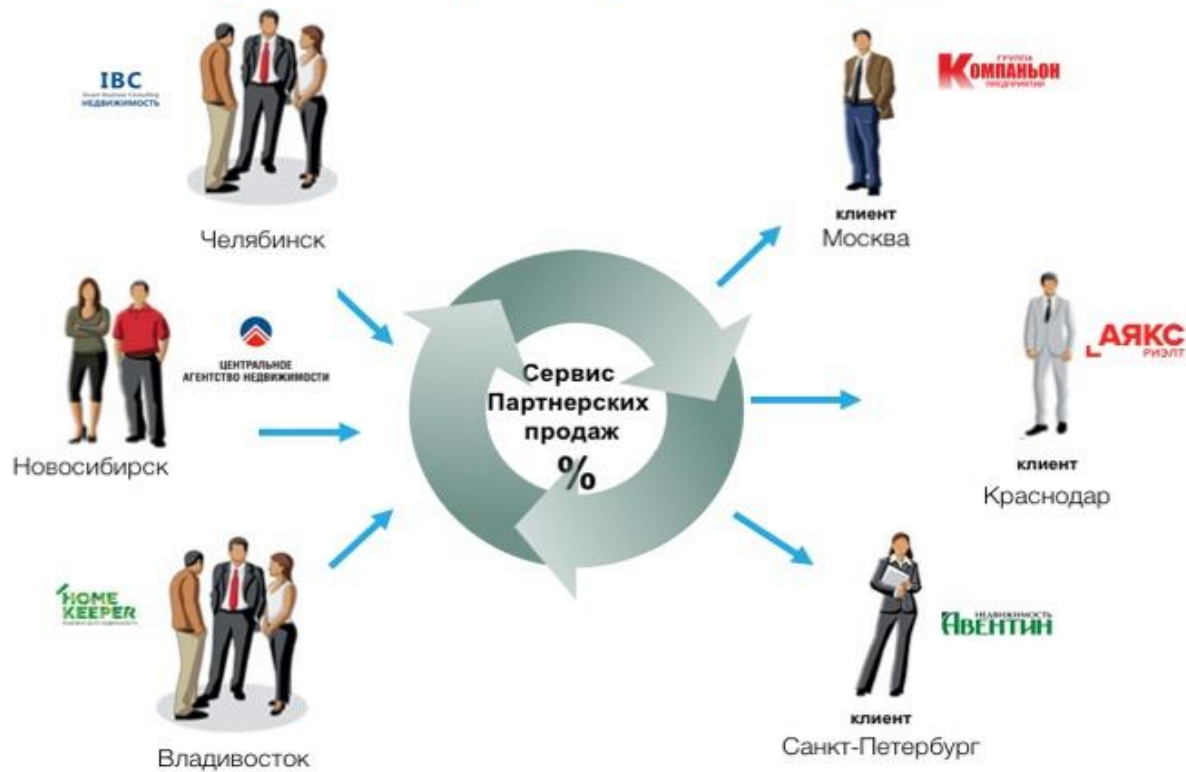 IBC
НЕДВИЖИМОСТЬ
Челябинск
ЦЕНТРАЛЬНОЕ
АГЕНТСТВО НЕДВИЖИМОСТИ
Новосибирск
HOME
KEEPER
Владивосток
Сервис
Партнерских
продаж
%
ГРУППА
КОМПАНЬОН
ПРЕДПРИЯТИЙ
клиент
Москва
АЯКС
РИЭЛТ
клиент
Краснодар
НЕДВИЖИМОСТЬ
АВЕНТИН
клиент
Санкт-Петербург